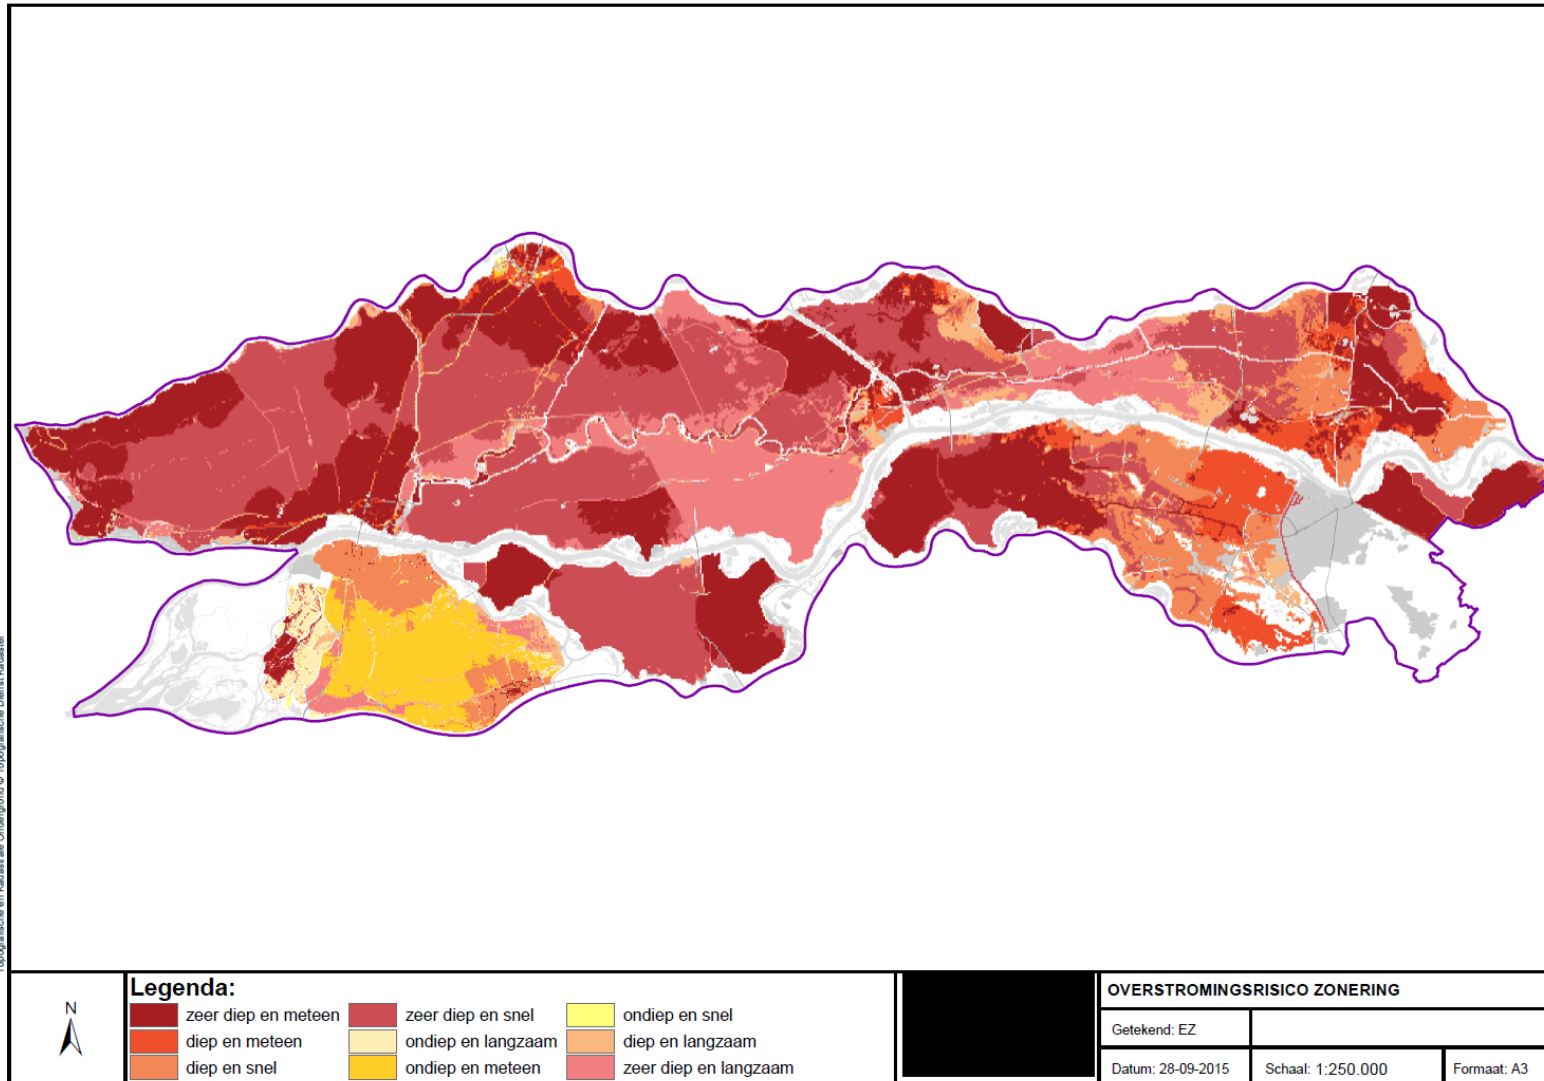 N
Legenda:
zeer diep en meteen
diep en meteen
diep en snel
zeer diep en snel
ondiep en langzaam
ondiep en meteen
ondiep en snel
diep en langzaam
zeer diep en langzaam
OVERSTROMINGSRISICO ZONERING
Getekend: EZ
Datum: 28-09-2015
Schaal: 1:250.000
Formaat: A3